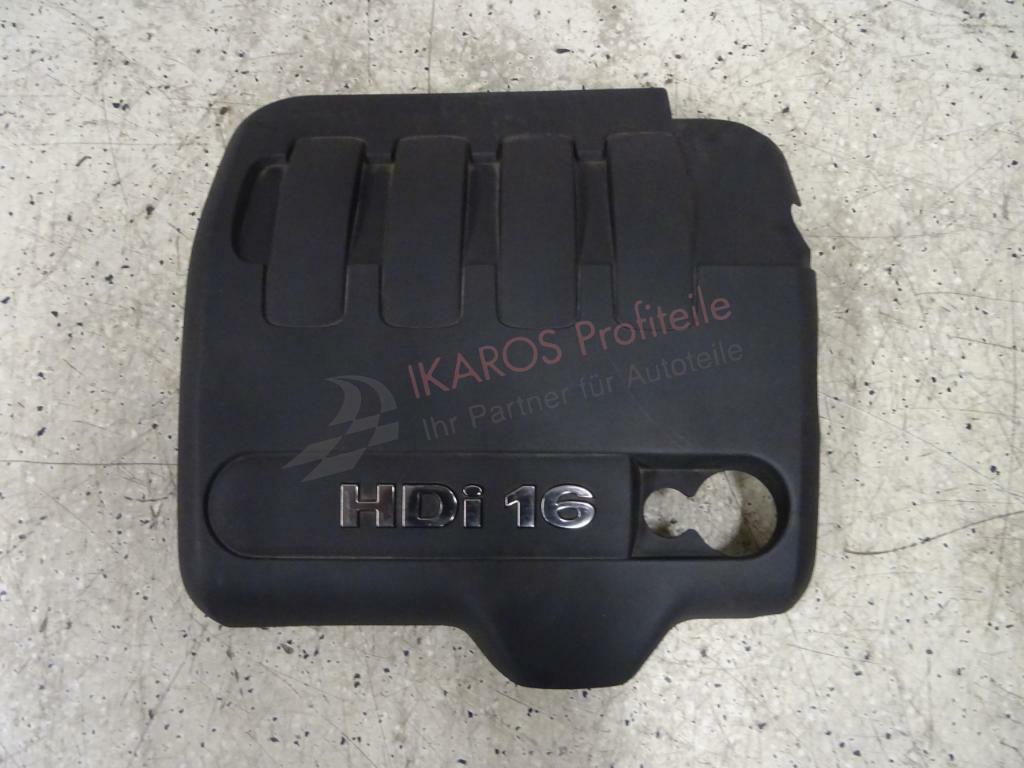 IKAROS Profiteile
Ihr Partner für Autoteile
HDi 16